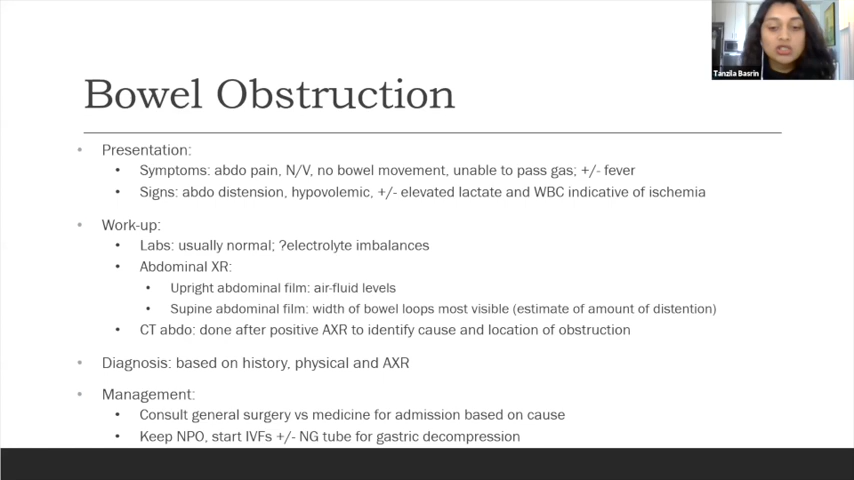 Tanzila Basrin
Bowel Obstruction
• Presentation:
• Symptoms: abdo pain, N/V, no bowel movement, unable to pass gas; +/- fever
• Signs: abdo distension, hypovolemic, +/- elevated lactate and WBC indicative of ischemia
• Work-up:
• Labs: usually normal; ?electrolyte imbalances
• Abdominal XR:
• Upright abdominal film: air-fluid levels
• Supine abdominal film: width of bowel loops most visible (estimate of amount of distention)
• CT abdo: done after positive AXR to identify cause and location of obstruction
• Diagnosis: based on history, physical and AXR
• Management:
• Consult general surgery vs medicine for admission based on cause
• Keep NPO, start IVFs +/- NG tube for gastric decompression